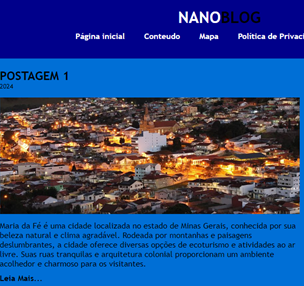 NANOBLOG
Página inicial Conteudo Mapa Política de Privaci
POSTAGEM 1
2024
Maria da Fé é uma cidade localizada no estado de Minas Gerais, conhecida por sua
beleza natural e clima agradável. Rodeada por montanhas e paisagens
deslumbrantes, a cidade oferece diversas opções de ecoturismo e atividades ao ar
livre. Suas ruas tranquilas e arquitetura colonial proporcionam um ambiente
acolhedor e charmoso para os visitantes.
Leia Mais...